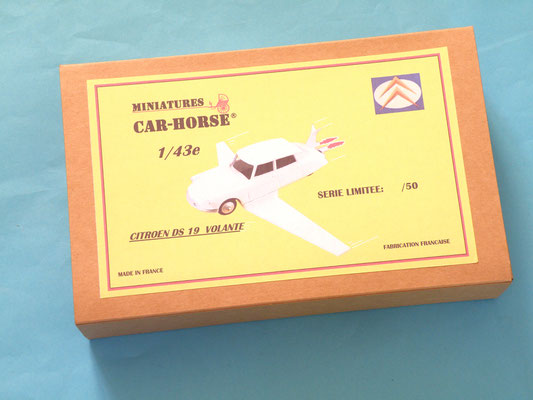 MINIATURES
CAR-HORSE®
1/43e
SERIE LIMITEE: /50
CITROEN DS 19 VOLANTE
FABRICATION FRANCAISE
MADE IN FRANCE